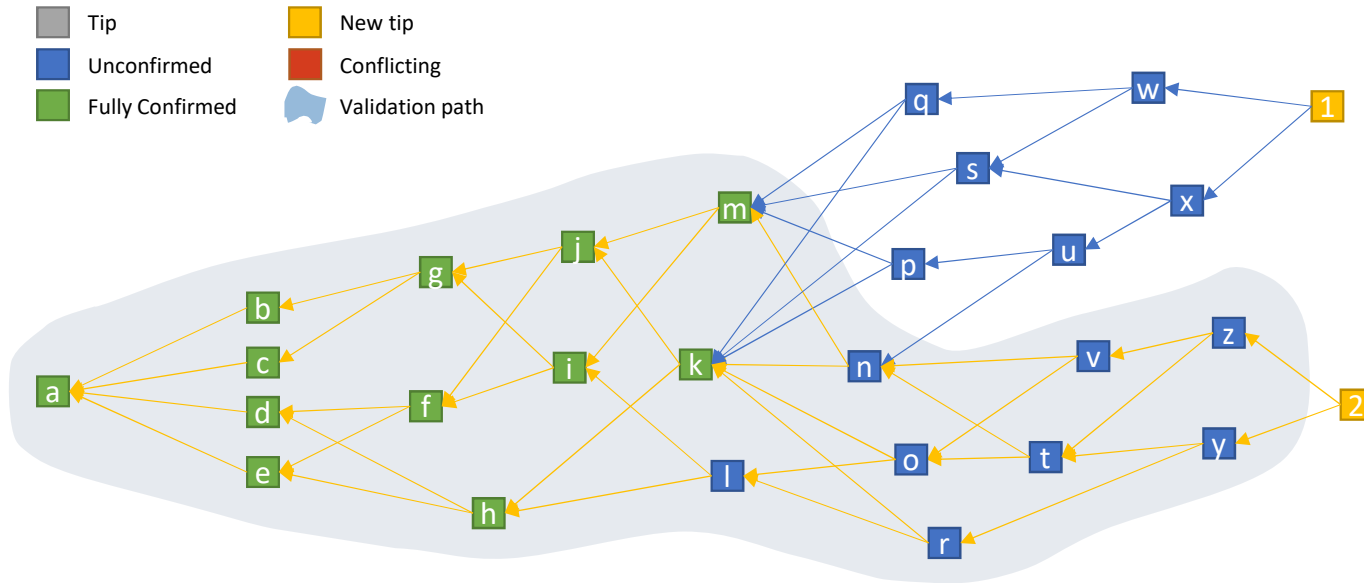 Tip
New tip
Unconfirmed
Conflicting
Fully Confirmed
Validation path
q
w
1
s
x
m
j
u
p
g
b
z
v
c
i
k
n
a
d
f
2
y
o
t
e
l
h
r